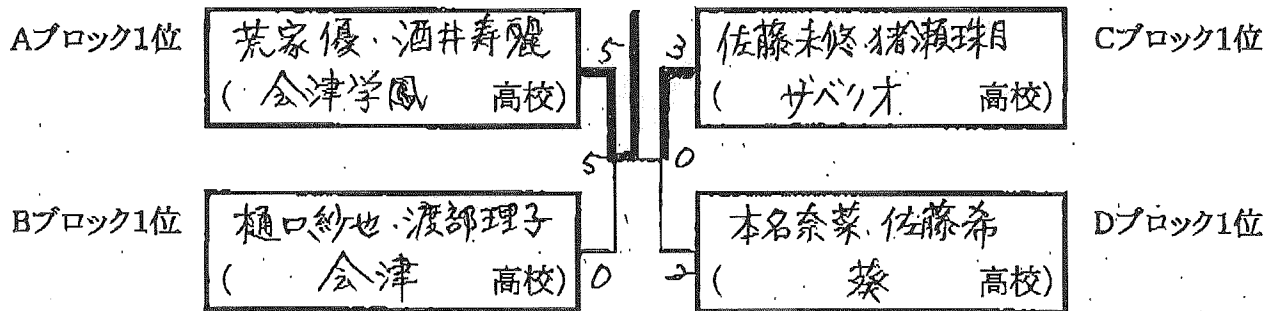 Aブロック1位
荒家優・酒井寿麗
(会津学鳳 高校)
5
3
佐藤未悠・猪瀬珠月
(ザベリオ 高校)
Cブロック1位
5
0
Bブロック1位
樋口紗也・渡部理子
(会津 高校)
0
2
本名奈菜・佐藤希
(葵 高校)
Dブロック1位